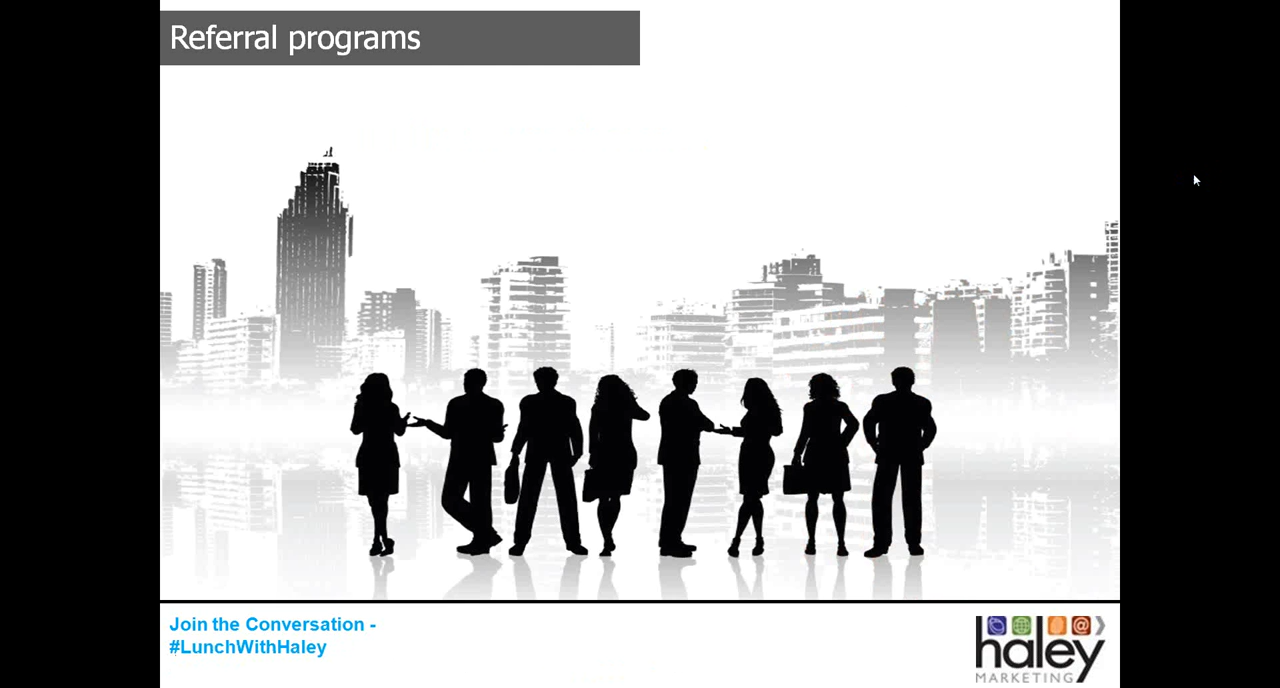 Referral programs
Join the Conversation -
#LunchWithHaley
@
haley
MARKETING